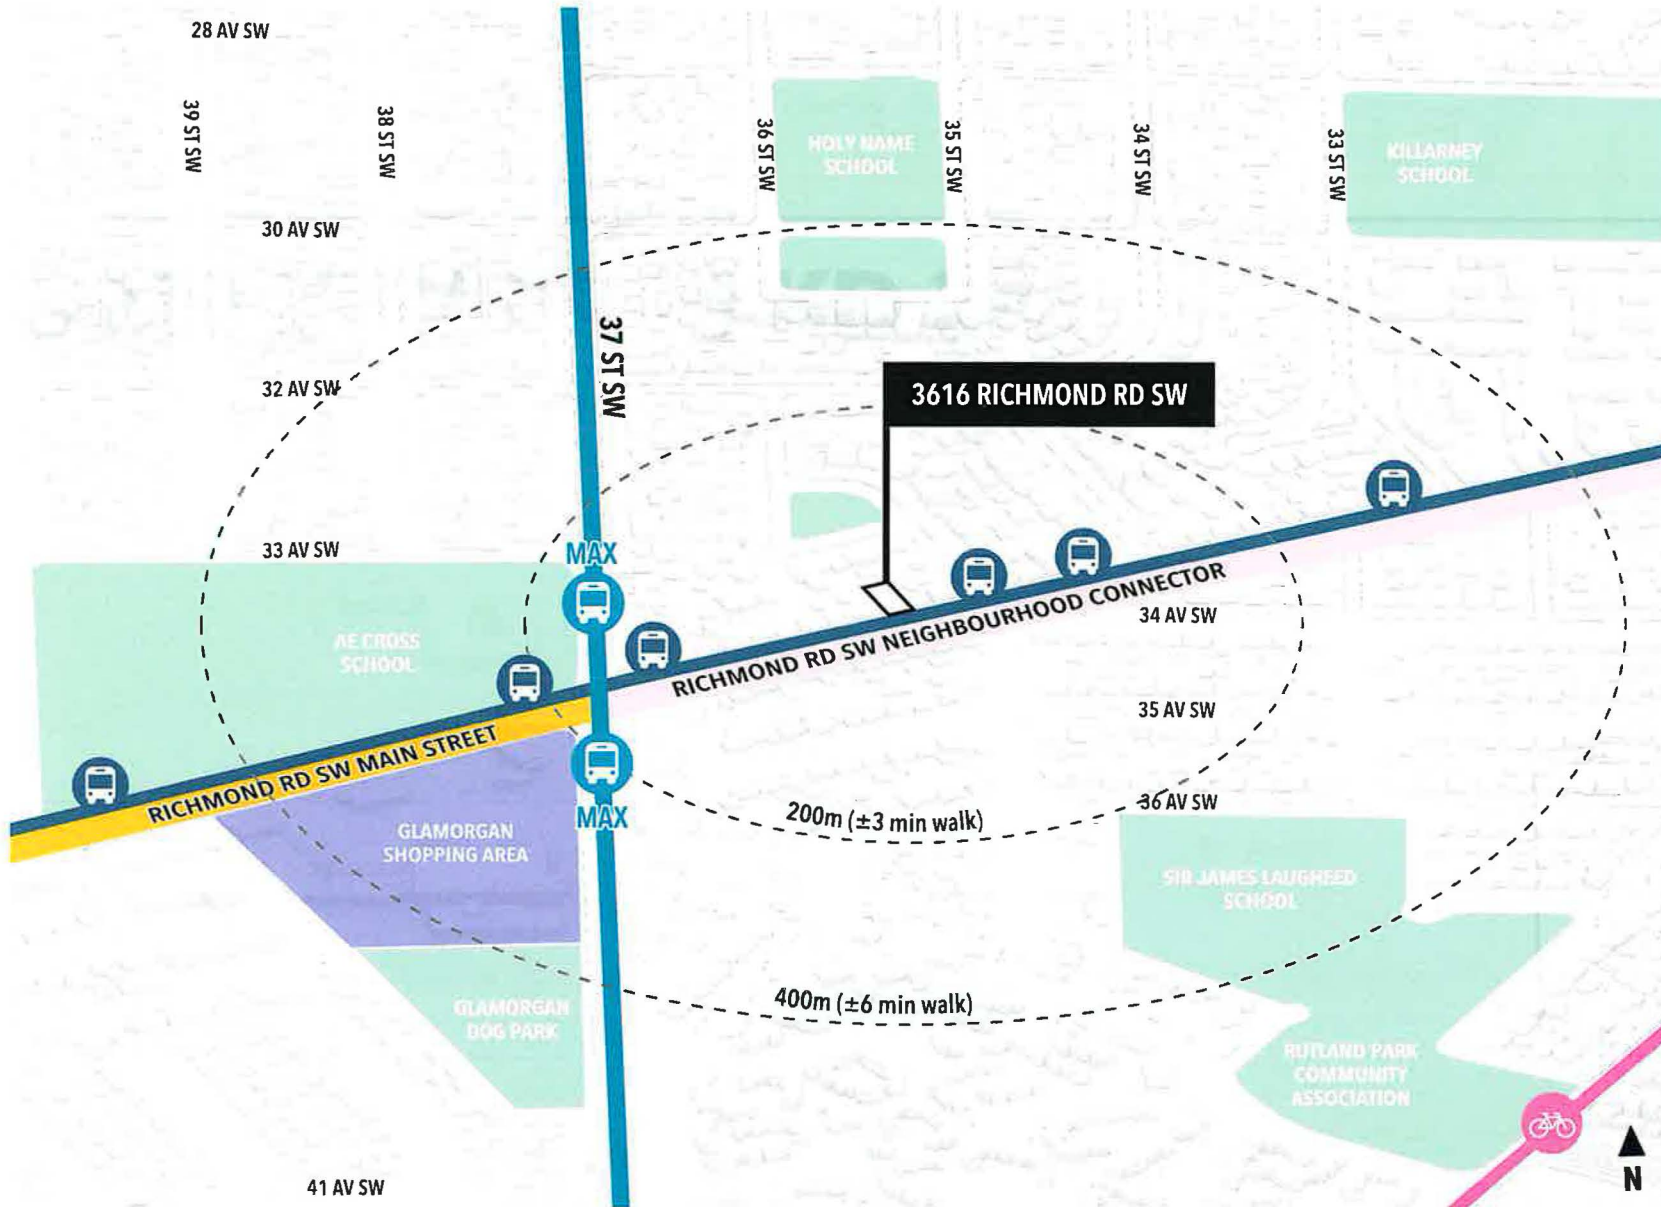 28 AV SW
39 ST SW
38 ST SW
36 ST SW
HOLY NAME
SCHOOL
35 ST SW
34 ST SW
33 ST SW
KILLARNEY
SCHOOL
30 AV SW
37 ST SW
32 AV SW
3616 RICHMOND RD SW
33 AV SW
MAX
AE CROSS
SCHOOL
RICHMOND RD SW NEIGHBOURHOOD CONNECTOR
34 AV SW
35 AV SW
RICHMOND RD SW MAIN STREET
MAX
36 AV SW
200m (±3 min walk)
GLAMORGAN
SHOPPING AREA
SIR JAMES LAUGHEED
SCHOOL
400m (±6 min walk)
GLAMORGAN
DOG PARK
RUTLAND PARK
COMMUNITY
ASSOCIATION
41 AV SW
N